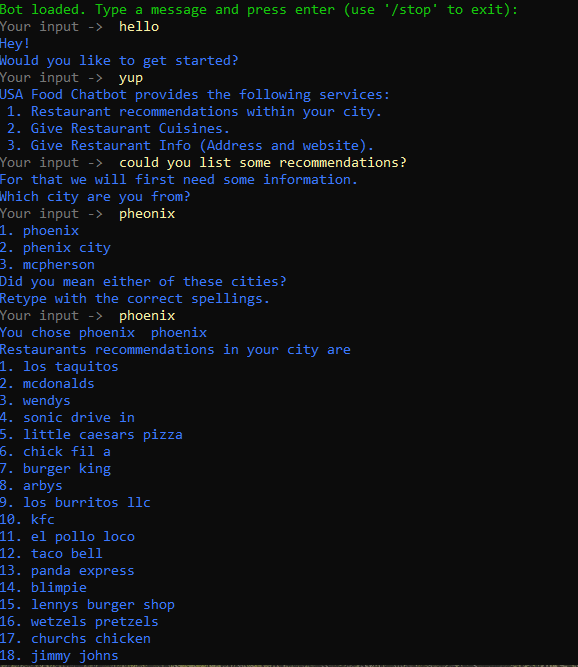 Bot loaded. Type a message and press enter (use '/stop' to exit):
Your input ->  hello
Hey!
Would you like to get started?
Your input ->  yup
USA Food Chatbot provides the following services:
1. Restaurant recommendations within your city.
2. Give Restaurant Cuisines.
3. Give Restaurant Info (Address and website).
Your input ->  could you list some recommendations?
For that we will first need some information.
Which city are you from?
Your input ->  pheonix
1. phoenix
2. phenix city
3. mcpherson
Did you mean either of these cities?
Retype with the correct spellings.
Your input ->  phoenix
You chose phoenix  phoenix
Restaurants recommendations in your city are
1. los taquitos
2. mcdonalds
3. wendys
4. sonic drive in
5. little caesars pizza
6. chick fil a
7. burger king
8. arbys
9. los burritos llc
10. kfc
11. el pollo loco
12. taco bell
13. panda express
14. blimpie
15. lennys burger shop
16. wetzels pretzels
17. churchs chicken
18. jimmy johns